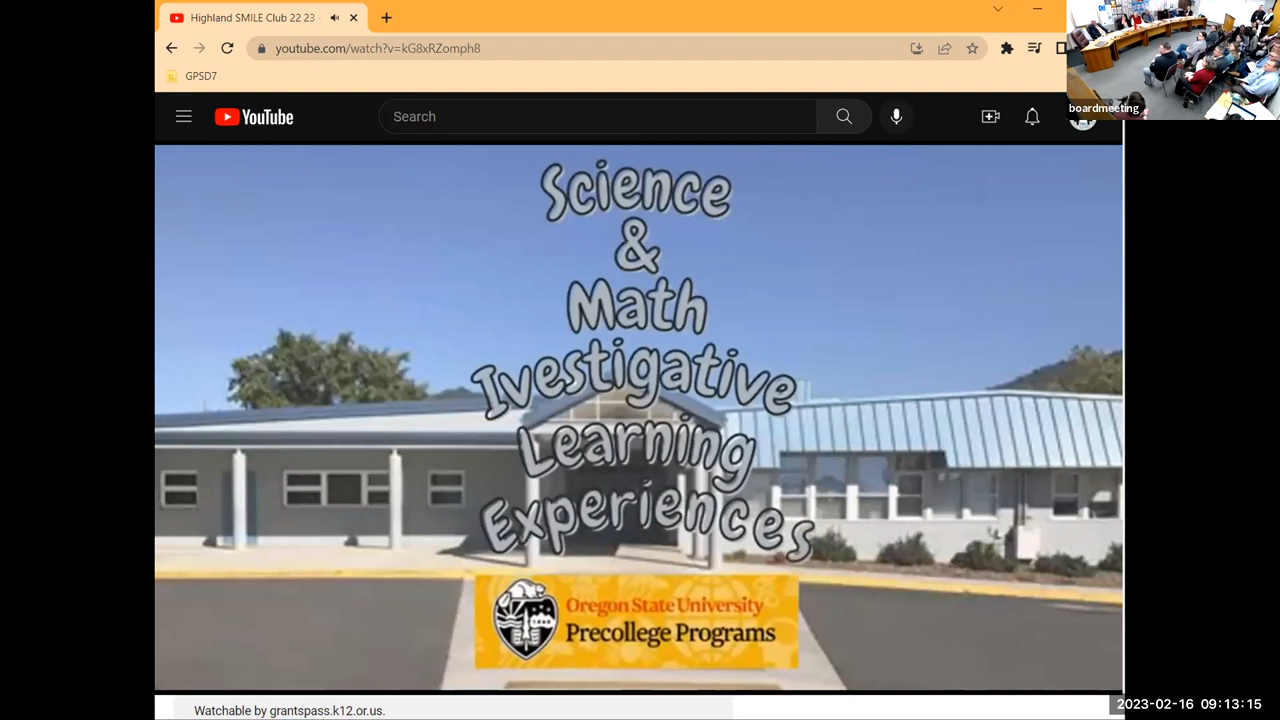 Highland SMILE Club 22 23
youtube.com/watch?v=kG8xRZomph8
GPSD7
YouTube
Search
boardmeeting
Science
&
Math
Ivestigative
Learning
Experiences
Oregon State University
Precollege Programs
Watchable by grantspass.k12.or.us.
2023-02-16 09:13:15